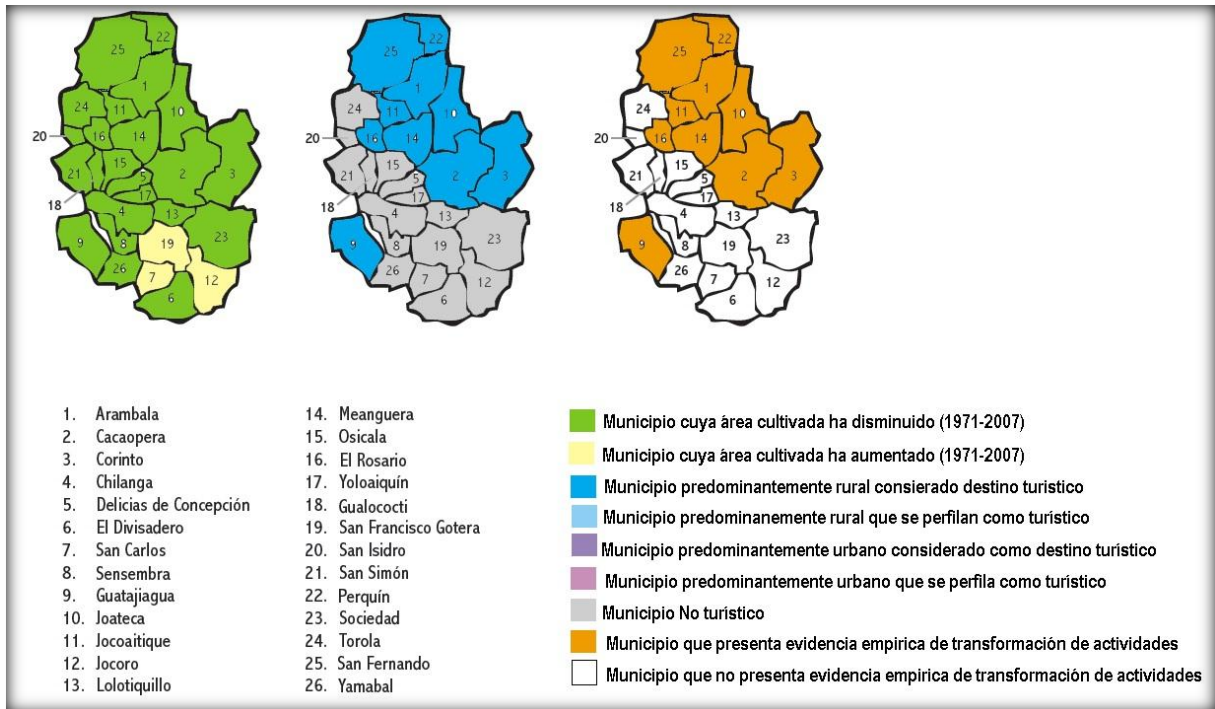 25 22 1 24 11 10 20 16 14 15 21 5 2 3 18 17 4 13 9 8 19 23 26 7 12 6
25 22 1 24 11 10 20 16 14 15 21 5 2 3 18 17 4 13 9 8 19 23 26 7 12 6
25 22 1 24 11 10 20 16 14 15 21 5 2 3 18 17 4 13 9 8 19 23 26 7 12 6
1. Arambala
2. Cacaopera
3. Corinto
4. Chilanga
5. Delicias de Concepción
6. El Divisadero
7. San Carlos
8. Sensembra
9. Guatajiagua
10. Joateca
11. Jocoaitique
12. Jocoro
13. Lolotiquillo
14. Meanguera
15. Osicala
16. El Rosario
17. Yoloaiquín
18. Gualococti
19. San Francisco Gotera
20. San Isidro
21. San Simón
22. Perquín
23. Sociedad
24. Torola
25. San Fernando
26. Yamabal
Municipio cuya área cultivada ha disminuido (1971-2007)
Municipio cuya área cultivada ha aumentado (1971-2007)
Municipio predominantemente rural consierado destino turístico
Municipio predominanemente rural que se perfilan como turístico
Municipio predominantemente urbano considerado como destino turístico
Municipio predominantemente urbano que se perfila como turístico
Municipio No turístico
Municipio que presenta evidencia empirica de transformación de actividades
Municipio que no presenta evidencia empirica de transformación de actividades